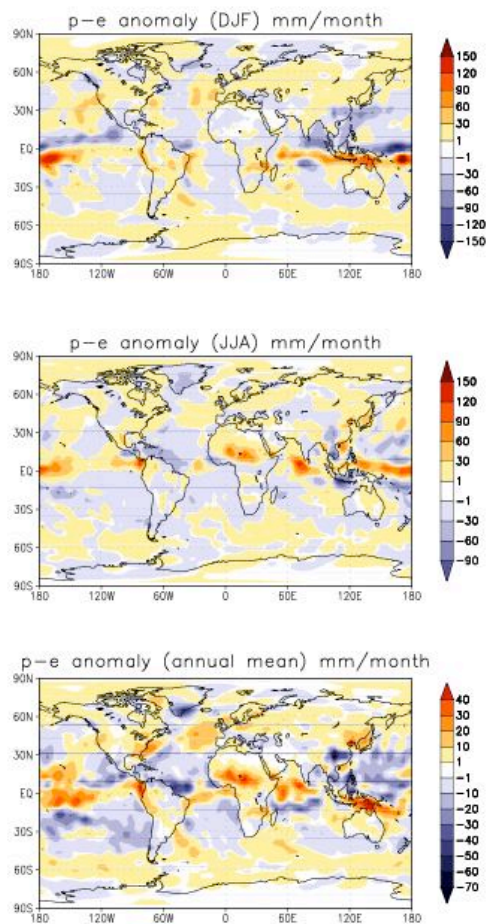 p-e anomaly (DJF) mm/month
90N
60N
30N
EQ
30S
60S
90S
180 120W 60W 0 60E 120E 180
150
120
90
60
30
1
-1
-30
-60
-90
-120
-150
p-e anomaly (JJA) mm/month
90N
60N
30N
EQ
30S
60S
90S
180 120W 60W 0 60E 120E 180
150
120
90
60
30
1
-1
-30
-60
-90
p-e anomaly (annual mean) mm/month
90N
60N
30N
EQ
30S
60S
90S
180 120W 60W 0 60E 120E 180
40
30
20
10
1
-1
-10
-20
-30
-40
-50
-60
-70